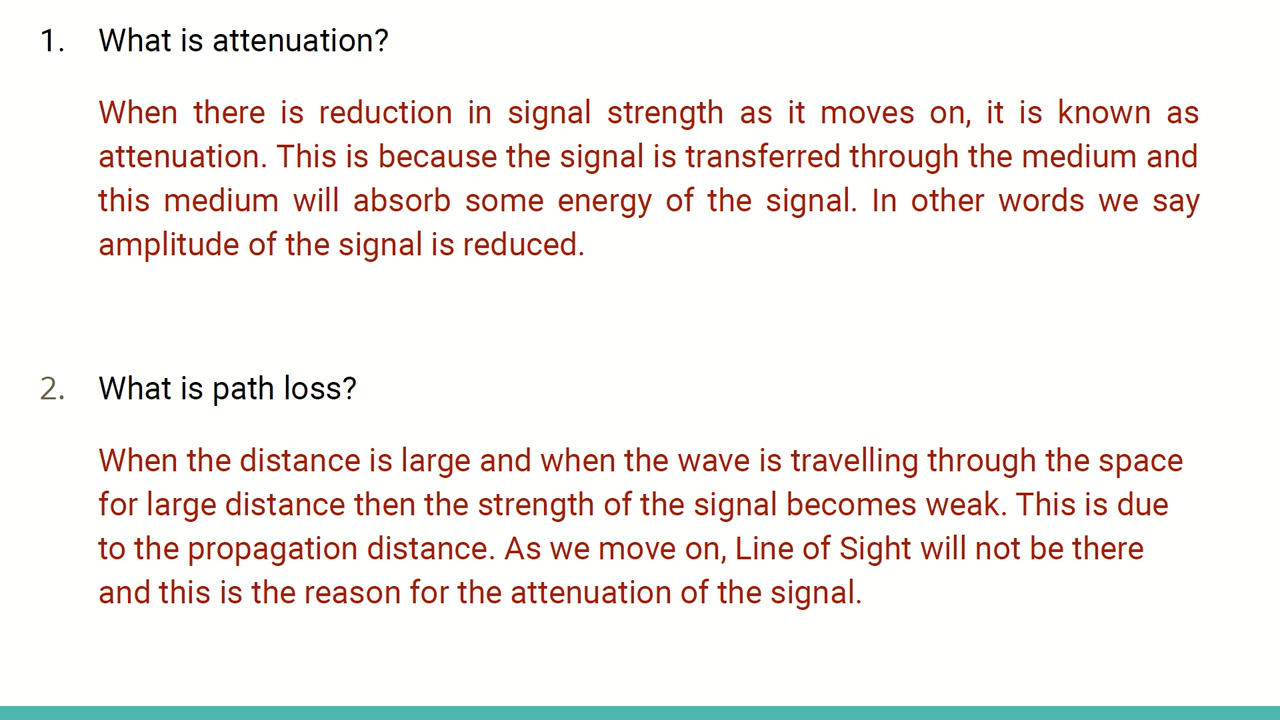 1. What is attenuation?
When there is reduction in signal strength as it moves on, it is known as
attenuation. This is because the signal is transferred through the medium and
this medium will absorb some energy of the signal. In other words we say
amplitude of the signal is reduced.
2. What is path loss?
When the distance is large and when the wave is travelling through the space
for large distance then the strength of the signal becomes weak. This is due
to the propagation distance. As we move on, Line of Sight will not be there
and this is the reason for the attenuation of the signal.